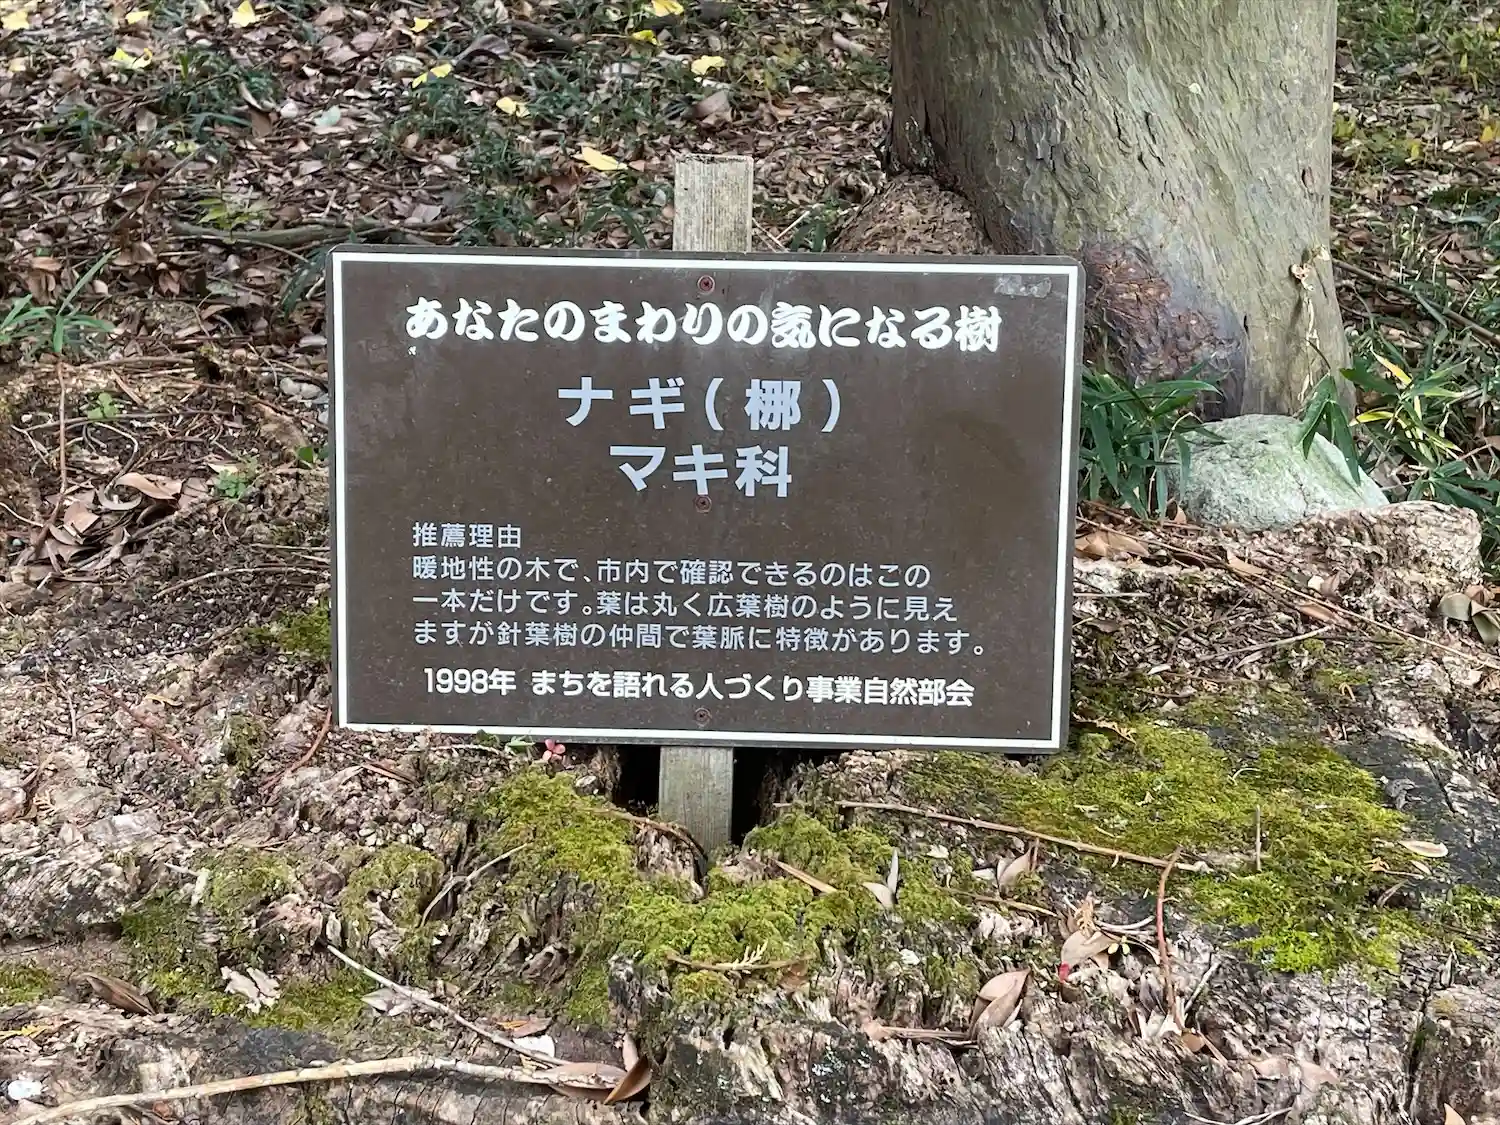 あなたのまわりの気になる樹
ナギ(梛)
マキ科
推薦理由
暖地性の木で、市内で確認できるのはこの
一本だけです。葉は丸く広葉樹のように見え
ますが針葉樹の仲間で葉脈に特徴があります。
1998年 まちを語れる人づくり事業自然部会